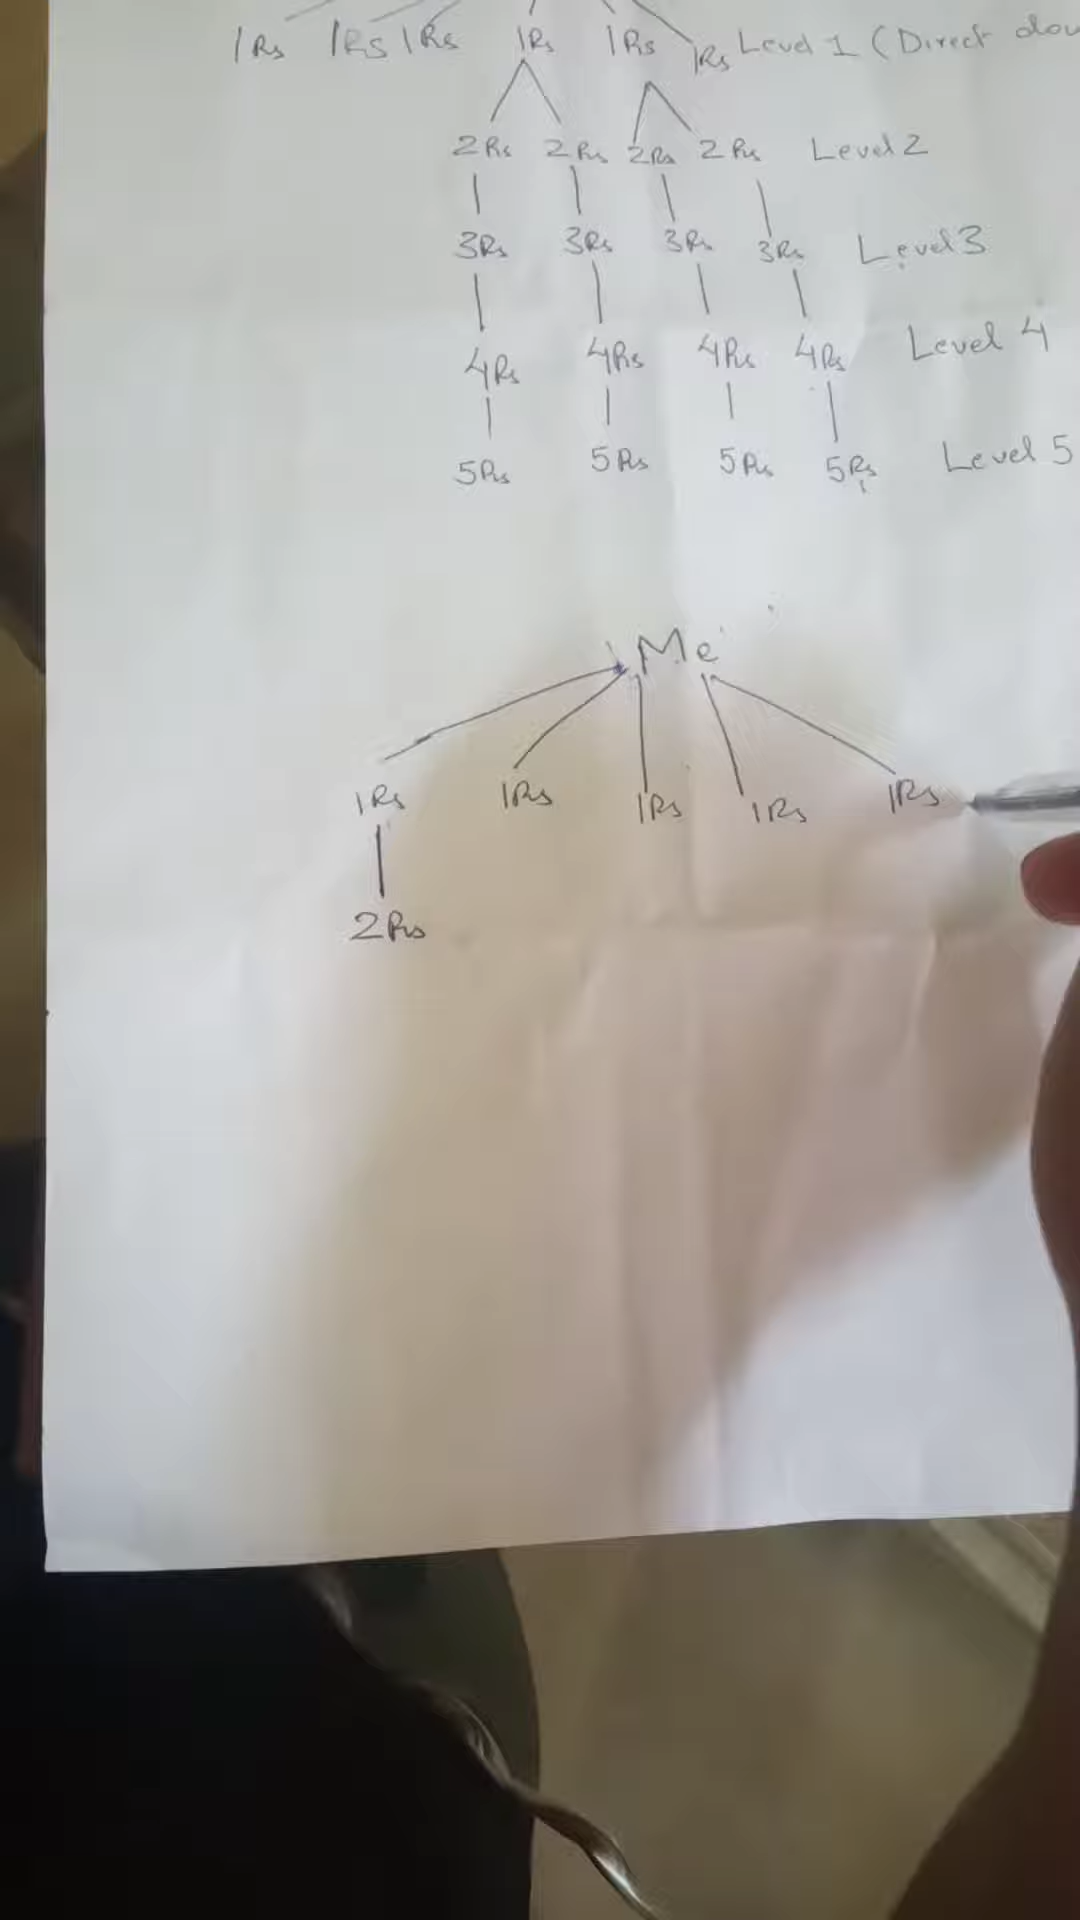 1Rs 1Rs 1Rs 1Rs 1Rs 1Rs Level 1 (Direct
2Rs 2Rs 2Rs 2Rs Level 2
3Rs 3Rs 3Rs 3Rs Level 3
4Rs 4Rs 4Rs 4Rs Level 4
5Rs 5Rs 5Rs 5Rs Level 5
Me
1Rs 1Rs 1Rs 1Rs 1Rs
2Rs